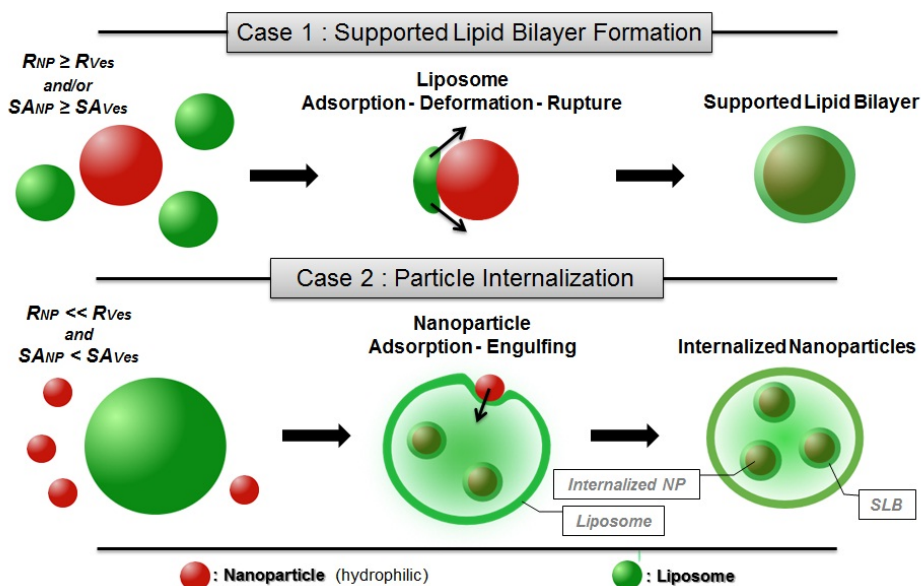 Case 1 : Supported Lipid Bilayer Formation
RNP ≥ RVes
and/or
SANP ≥ SAVes
Liposome
Adsorption - Deformation - Rupture
Supported Lipid Bilayer
Case 2 : Particle Internalization
RNP << RVes
and
SANP < SAVes
Nanoparticle
Adsorption - Engulfing
Internalized Nanoparticles
Internalized NP
Liposome
SLB
: Nanoparticle (hydrophilic)
: Liposome